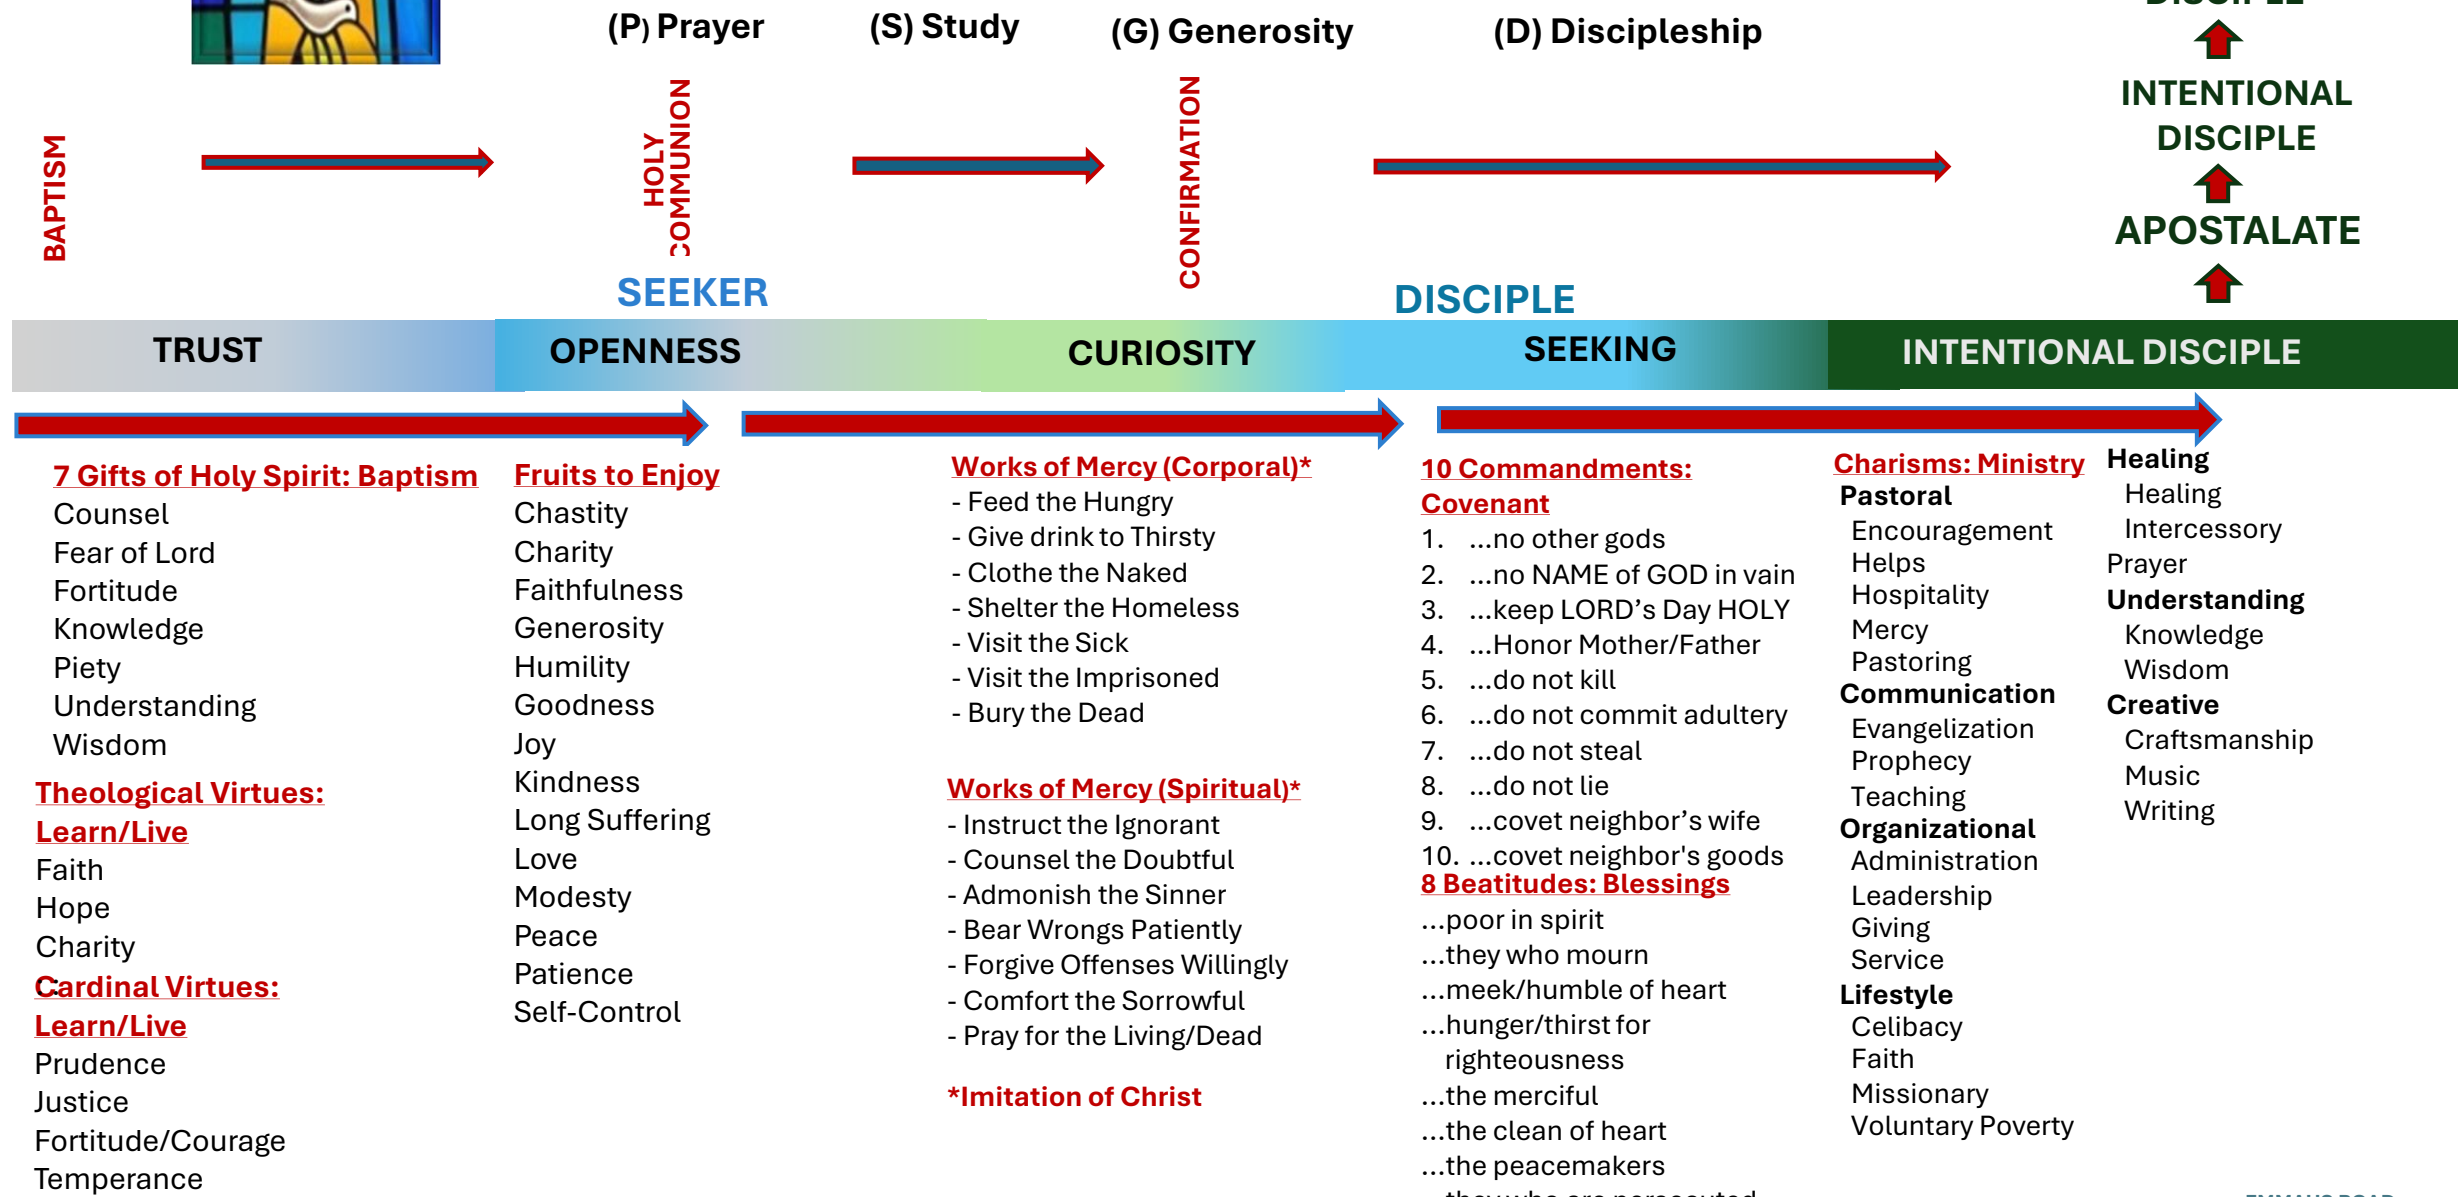 DISCIPLE
(P) Prayer
(S) Study
(G) Generosity
(D) Discipleship
INTENTIONAL
DISCIPLE
APOSTALATE
BAPTISM
HOLY
COMMUNION
CONFIRMATION
SEEKER
DISCIPLE
TRUST
OPENNESS
CURIOSITY
SEEKING
INTENTIONAL DISCIPLE
7 Gifts of Holy Spirit: Baptism
Counsel
Fear of Lord
Fortitude
Knowledge
Piety
Understanding
Wisdom
Theological Virtues:
Learn/Live
Faith
Hope
Charity
Cardinal Virtues:
Learn/Live
Prudence
Justice
Fortitude/Courage
Temperance
Fruits to Enjoy
Chastity
Charity
Faithfulness
Generosity
Humility
Goodness
Joy
Kindness
Long Suffering
Love
Modesty
Peace
Patience
Self-Control
Works of Mercy (Corporal)*
- Feed the Hungry
- Give drink to Thirsty
- Clothe the Naked
- Shelter the Homeless
- Visit the Sick
- Visit the Imprisoned
- Bury the Dead
Works of Mercy (Spiritual)*
- Instruct the Ignorant
- Counsel the Doubtful
- Admonish the Sinner
- Bear Wrongs Patiently
- Forgive Offenses Willingly
- Comfort the Sorrowful
- Pray for the Living/Dead
*Imitation of Christ
10 Commandments:
Covenant
1. ...no other gods
2. ...no NAME of GOD in vain
3. ...keep LORD's Day HOLY
4. ...Honor Mother/Father
5. ...do not kill
6. ...do not commit adultery
7. ...do not steal
8. ...do not lie
9. ...covet neighbor's wife
10. ...covet neighbor's goods
8 Beatitudes: Blessings
...poor in spirit
...they who mourn
...meek/humble of heart
...hunger/thirst for
righteousness
...the merciful
...the clean of heart
...the peacemakers
...they who are persecuted
Charisms: Ministry
Pastoral
Encouragement
Helps
Hospitality
Mercy
Pastoring
Communication
Evangelization
Prophecy
Teaching
Organizational
Administration
Leadership
Giving
Service
Lifestyle
Celibacy
Faith
Missionary
Voluntary Poverty
Healing
Healing
Intercessory
Prayer
Understanding
Knowledge
Wisdom
Creative
Craftsmanship
Music
Writing
EMMAUS ROAD